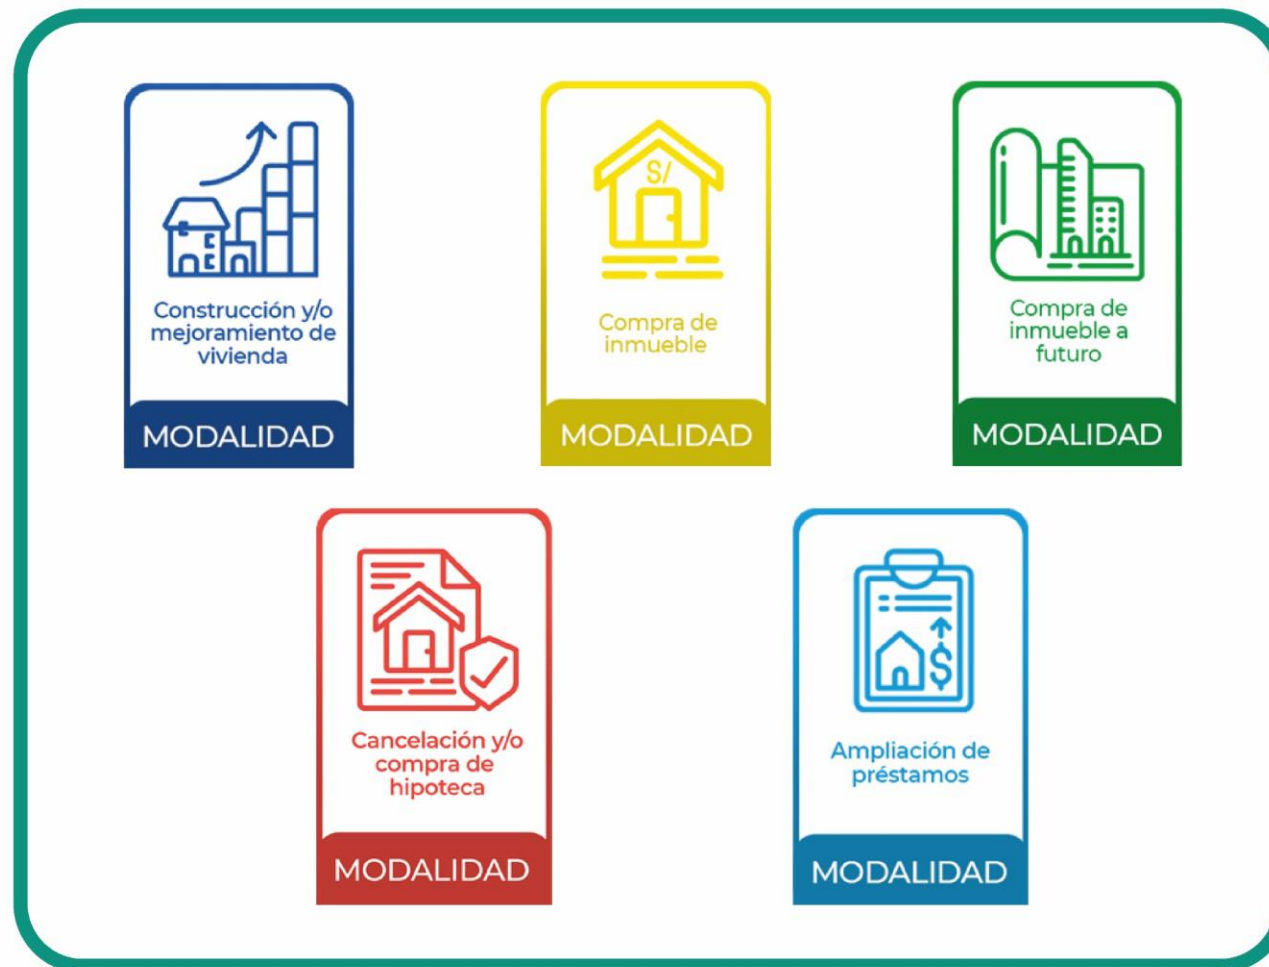 Construcción y/o
mejoramiento de
vivienda
MODALIDAD
S/
Compra de
inmueble
MODALIDAD
Compra de
inmueble a
futuro
MODALIDAD
Cancelación y/o
compra de
hipoteca
MODALIDAD
$
Ampliación de
préstamos
MODALIDAD